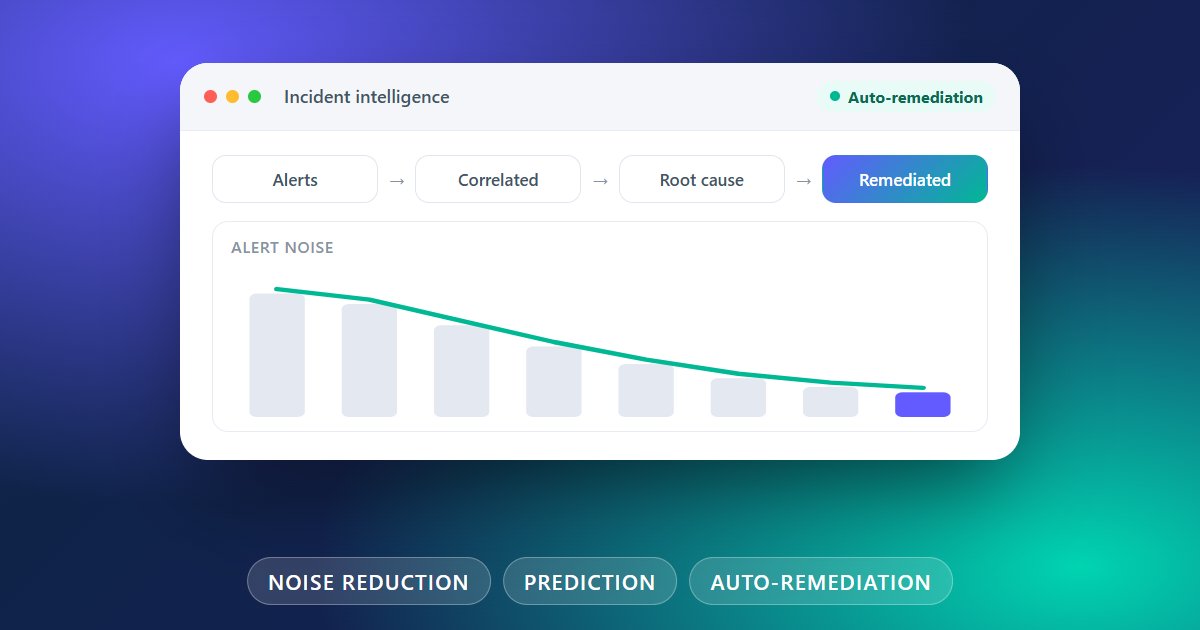 Incident intelligence
Auto-remediation
Alerts → Correlated → Root cause → Remediated
ALERT NOISE
NOISE REDUCTION
PREDICTION
AUTO-REMEDIATION